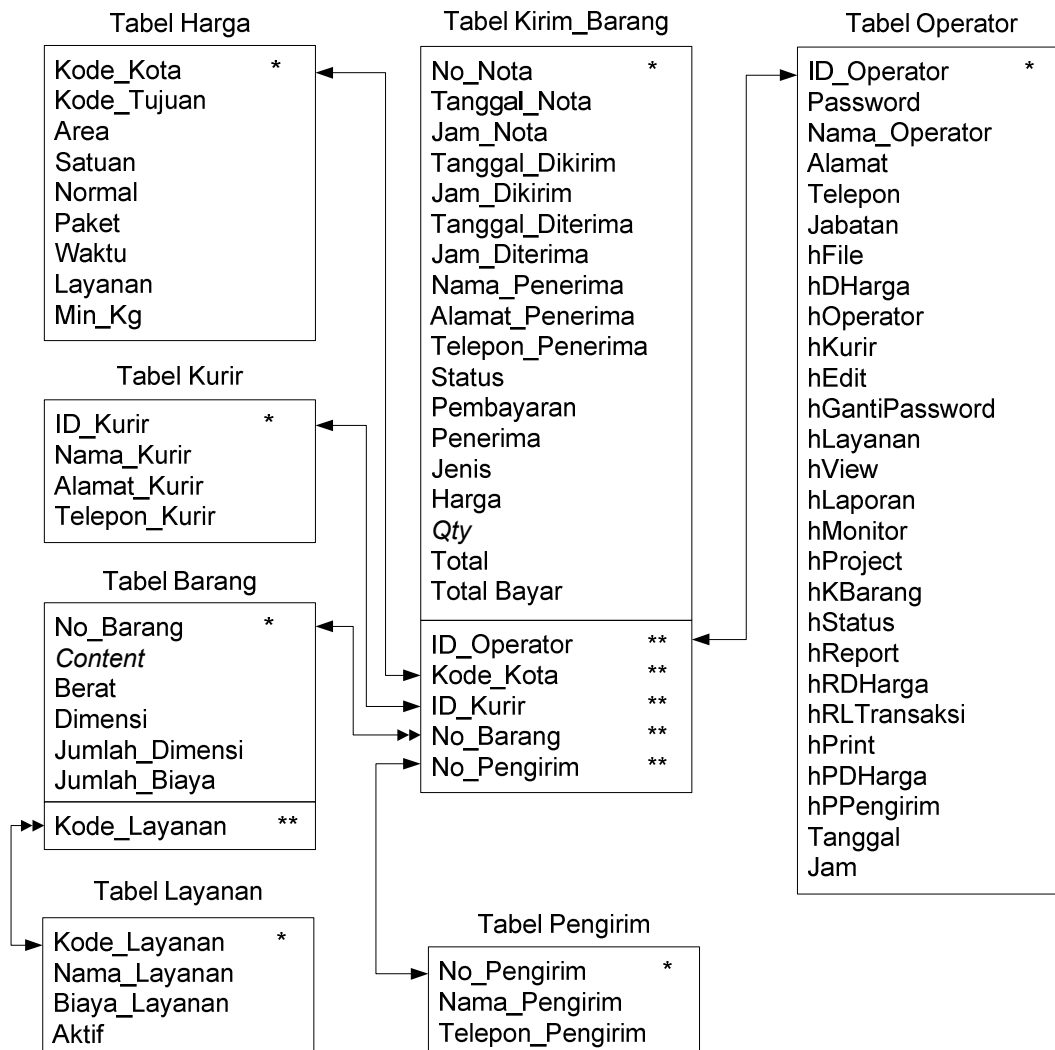 Tabel Harga
Kode_Kota *
Kode_Tujuan
Area
Satuan
Normal
Paket
Waktu
Layanan
Min_Kg
Tabel Kurir
ID_Kurir *
Nama_Kurir
Alamat_Kurir
Telepon_Kurir
Tabel Barang
No_Barang *
Content
Berat
Dimensi
Jumlah_Dimensi
Jumlah_Biaya
Kode_Layanan **
Tabel Layanan
Kode_Layanan *
Nama_Layanan
Biaya_Layanan
Aktif
Tabel Kirim_Barang
No_Nota *
Tanggal_Nota
Jam_Nota
Tanggal_Dikirim
Jam_Dikirim
Tanggal_Diterima
Jam_Diterima
Nama_Penerima
Alamat_Penerima
Telepon_Penerima
Status
Pembayaran
Penerima
Jenis
Harga
Qty
Total
Total Bayar
ID_Operator **
Kode_Kota **
ID_Kurir **
No_Barang **
No_Pengirim **
Tabel Pengirim
No_Pengirim *
Nama_Pengirim
Telepon_Pengirim
Tabel Operator
ID_Operator *
Password
Nama_Operator
Alamat
Telepon
Jabatan
hFile
hDHarga
hOperator
hKurir
hEdit
hGantiPassword
hLayanan
hView
hLaporan
hMonitor
hProject
hKBarang
hStatus
hReport
hRDHarga
hRLTransaksi
hPrint
hPDHarga
hPPengirim
Tanggal
Jam